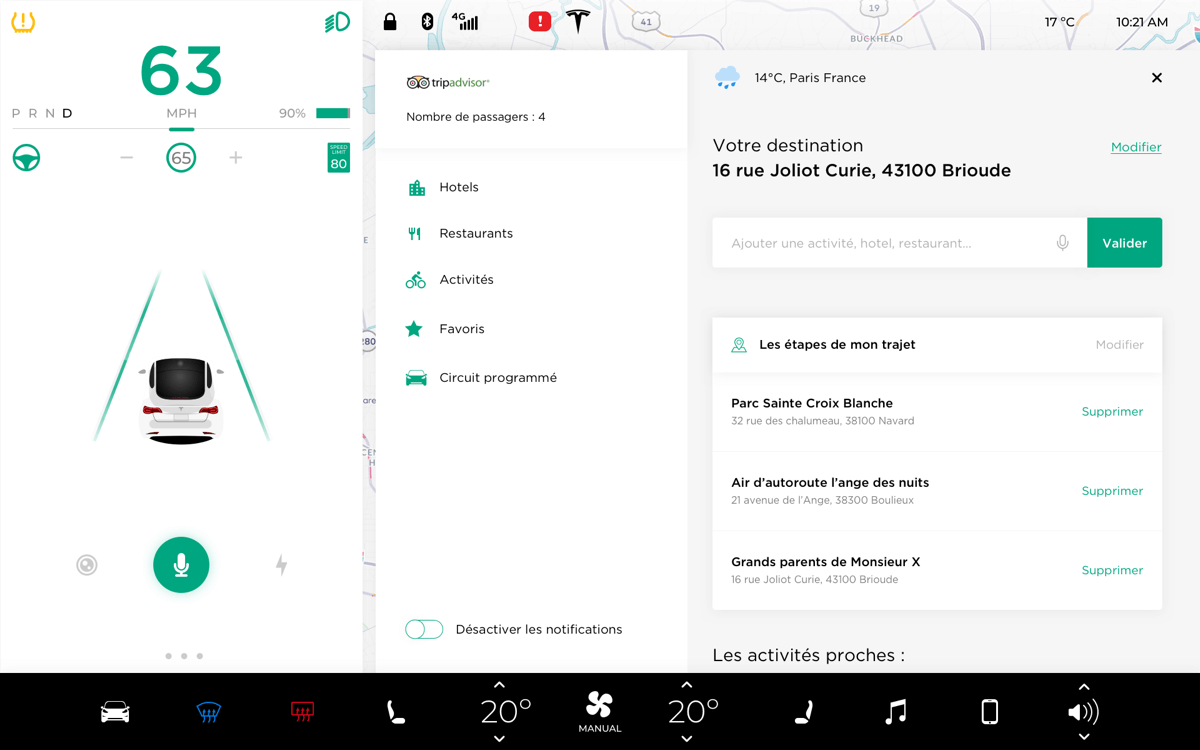 63
P R N D
MPH
90%
65
SPEED
LIMIT
80
4G
!
41
19
BUCKHEAD
17 °C
10:21 AM
tripadvisor
Nombre de passagers : 4
Hotels
Restaurants
Activités
Favoris
Circuit programmé
Désactiver les notifications
14°C, Paris France
Votre destination
Modifier
16 rue Joliot Curie, 43100 Brioude
Ajouter une activité, hotel, restaurant...
Valider
Les étapes de mon trajet
Modifier
Parc Sainte Croix Blanche
32 rue des chalumeau, 38100 Navard
Supprimer
Air d'autoroute l'ange des nuits
21 avenue de l'Ange, 38300 Boulieux
Supprimer
Grands parents de Monsieur X
16 rue Joliot Curie, 43100 Brioude
Supprimer
Les activités proches :
20°
MANUAL
20°